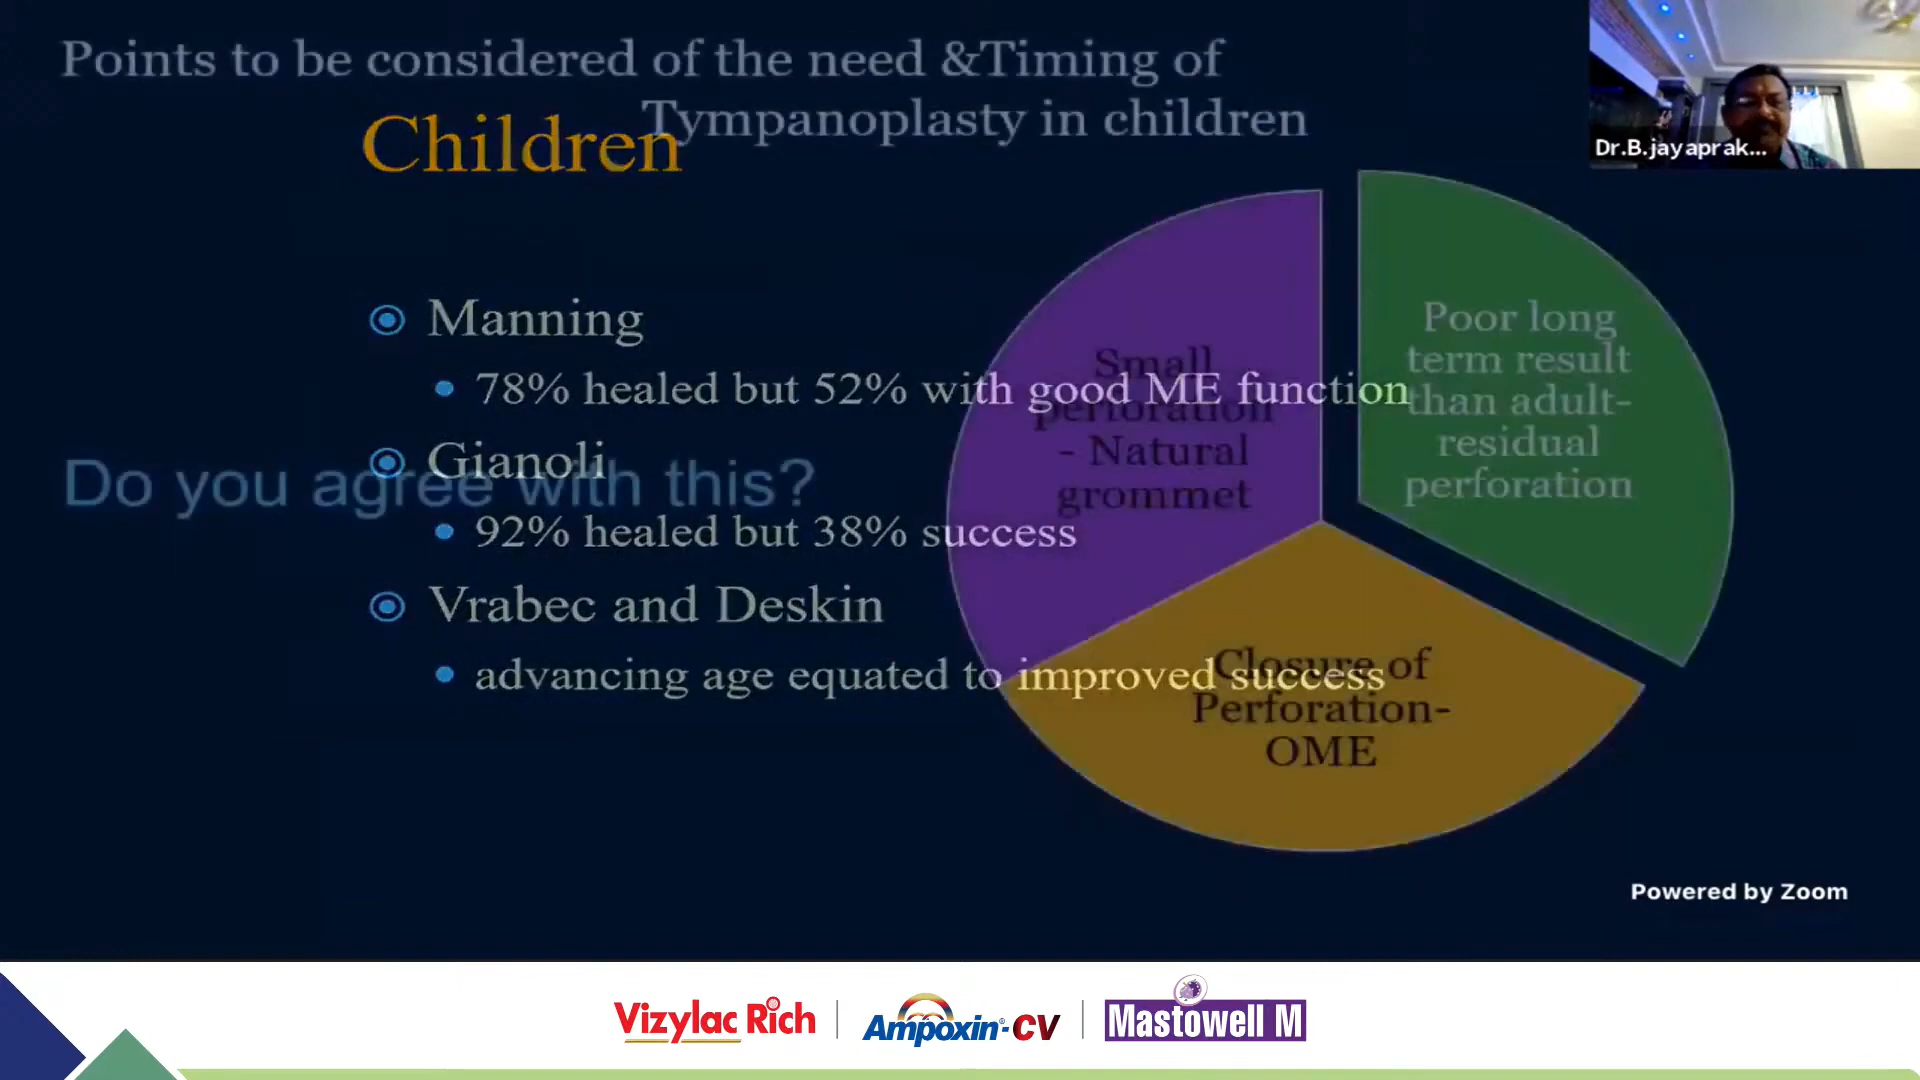 Points to be considered of the need &Timing of
Tympanoplasty in children
Children
Manning
78% healed but 52% with good ME function
Gianoli
92% healed but 38% success
Vrabec and Deskin
advancing age equated to improved success
Do you agree with this?
Small
perforation
- Natural
grommet
Poor long
term result
than adult-
residual
perforation
Closure of
Perforation-
OME
Dr.B.jayaprak...
Powered by Zoom
Vizylac Rich
Ampoxin®-CV
Mastowell M